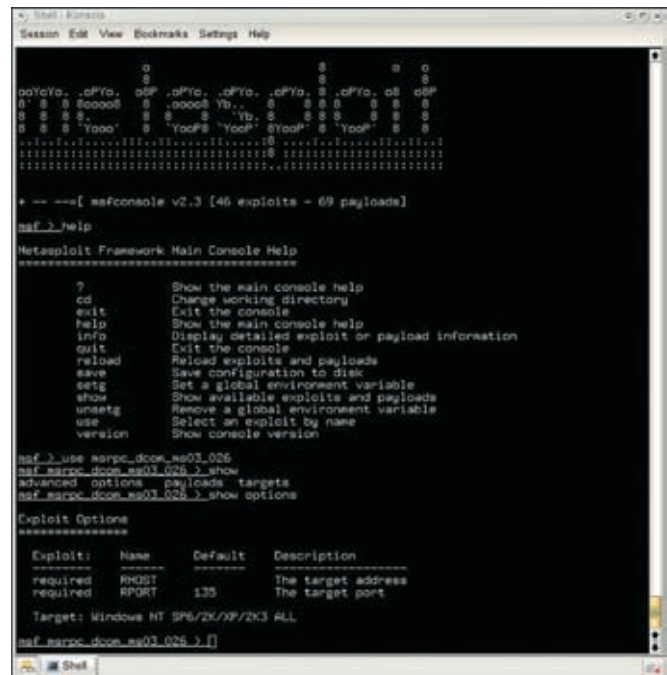 Shell - Konsole
Session Edit View Bookmarks Settings Help
+ -- --=[ msfconsole v2.3 [46 exploits - 69 payloads]
msf > help
Metasploit Framework Main Console Help
======================================
? Show the main console help
cd Change working directory
exit Exit the console
help Show the main console help
info Display detailed exploit or payload information
quit Exit the console
reload Reload exploits and payloads
save Save configuration to disk
setg Set a global environment variable
show Show available exploits and payloads
unsetg Remove a global environment variable
use Select an exploit by name
version Show console version
msf > use msrpc_dcom_ms03_026
msf msrpc_dcom_ms03_026 > show
advanced options payloads targets
msf msrpc_dcom_ms03_026 > show options
Exploit Options
===============
Exploit: Name Default Description
-------- ------ ------- ------------------
required RHOST The target address
required RPORT 135 The target port
Target: Windows NT SP6/2K/XP/2K3 ALL
msf msrpc_dcom_ms03_026 >
Shell